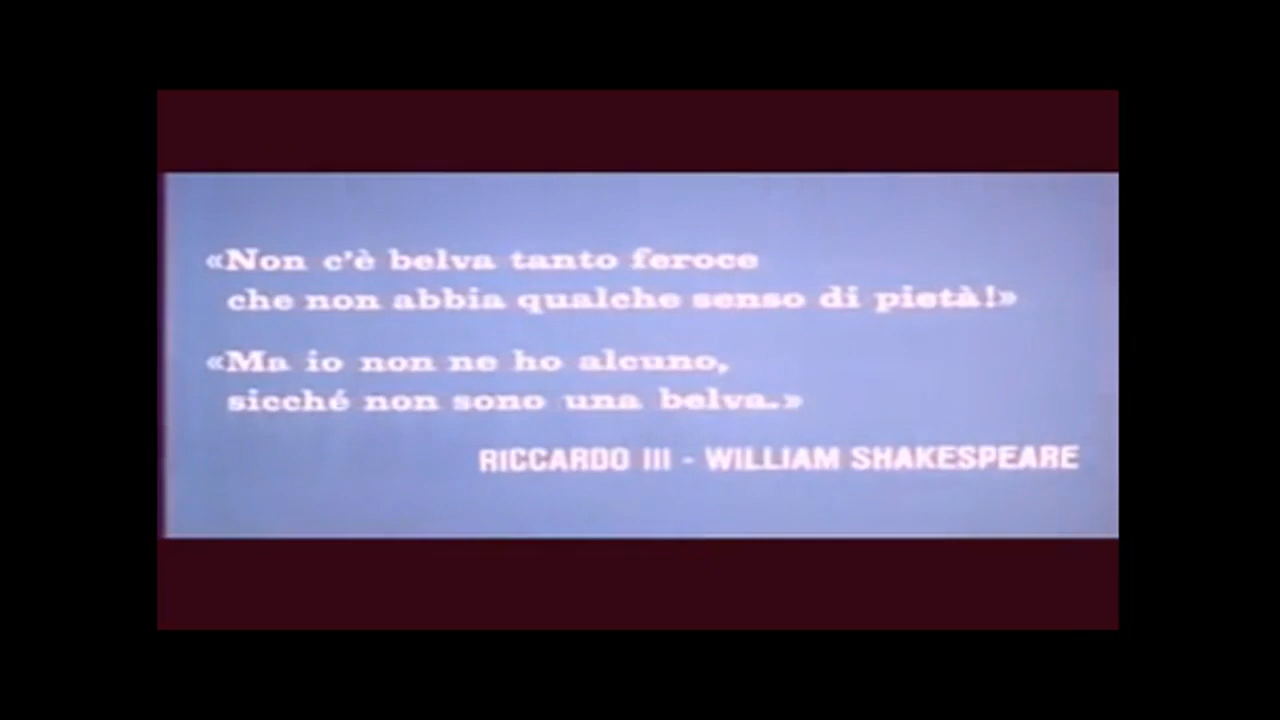 «Non c'è belva tanto feroce
che non abbia qualche senso di pietà!»
«Ma io non ne ho alcuno,
sicché non sono una belva.»
RICCARDO III - WILLIAM SHAKESPEARE